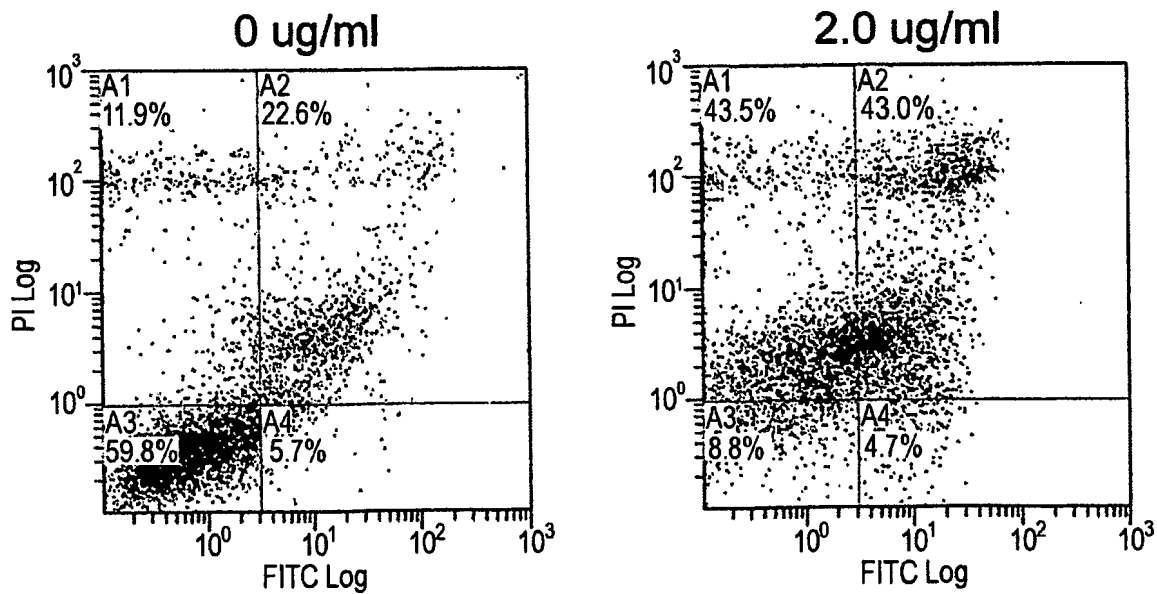 0 ug/ml
10³
A1
11.9%
A2
22.6%
10²
10¹
10⁰
A3
59.8%
A4
5.7%
PI Log
10⁰
10¹
10²
10³
FITC Log
2.0 ug/ml
10³
A1
43.5%
A2
43.0%
10²
10¹
10⁰
A3
8.8%
A4
4.7%
PI Log
10⁰
10¹
10²
10³
FITC Log